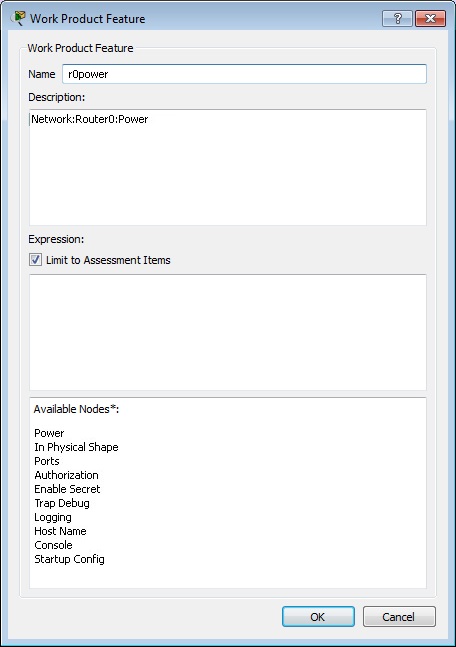 Work Product Feature
Work Product Feature
Name r0power
Description:
Network:Router0:Power
Expression:
Limit to Assessment Items
Available Nodes*:
Power
In Physical Shape
Ports
Authorization
Enable Secret
Trap Debug
Logging
Host Name
Console
Startup Config
OK Cancel